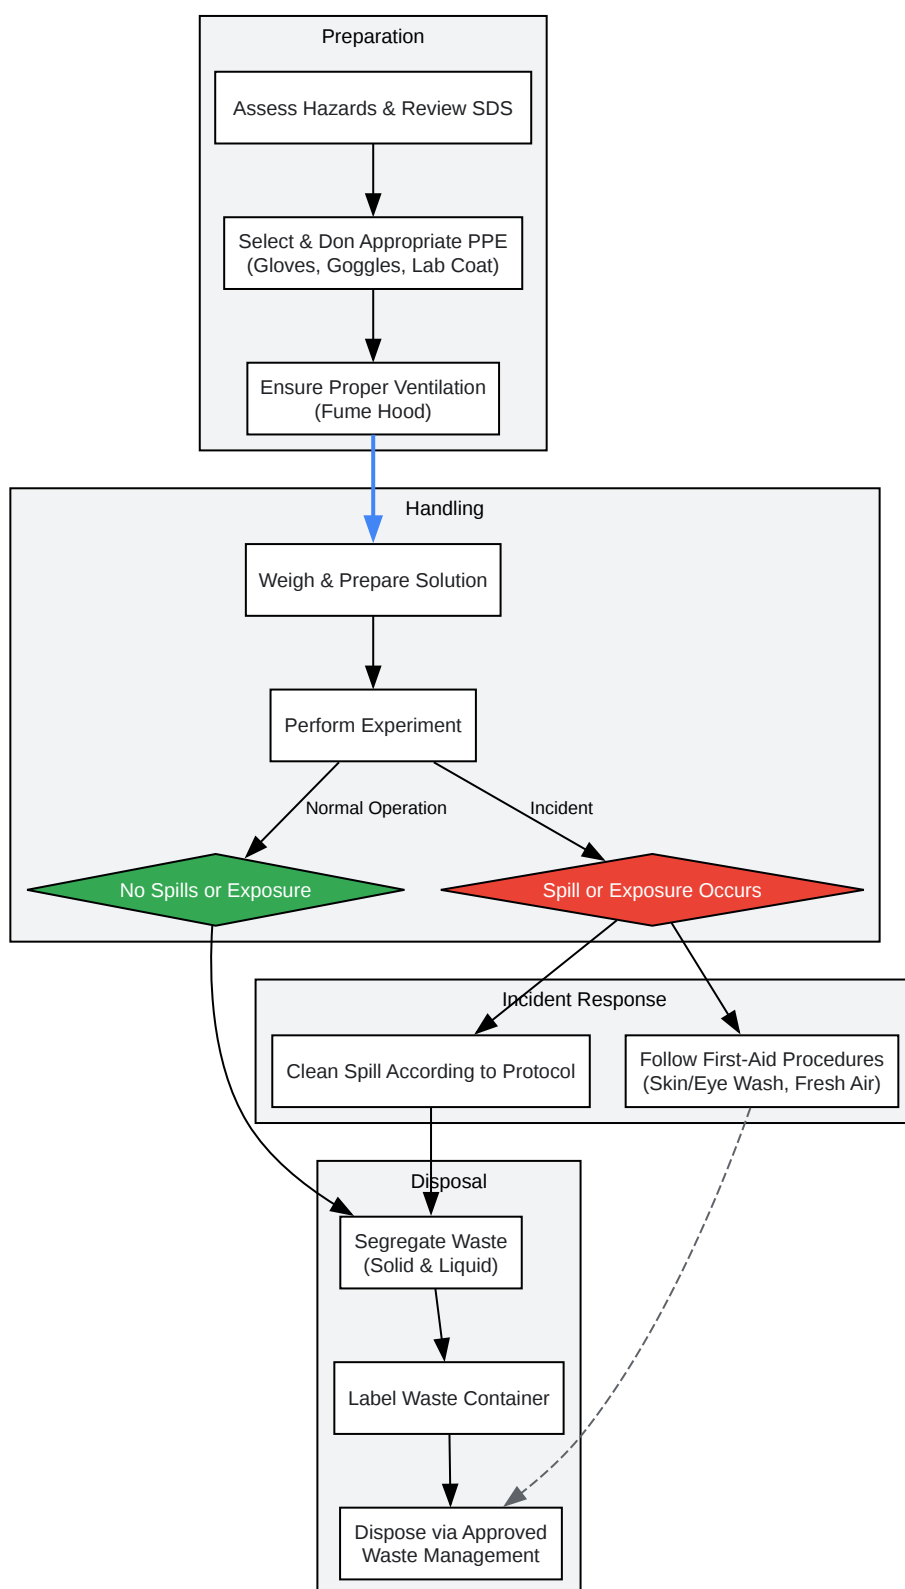 Preparation
Assess Hazards & Review SDS
Select & Don Appropriate PPE
(Gloves, Goggles, Lab Coat)
Ensure Proper Ventilation
(Fume Hood)
Handling
Weigh & Prepare Solution
Perform Experiment
Normal Operation
Incident
No Spills or Exposure
Spill or Exposure Occurs
Incident Response
Clean Spill According to Protocol
Follow First-Aid Procedures
(Skin/Eye Wash, Fresh Air)
Disposal
Segregate Waste
(Solid & Liquid)
Label Waste Container
Dispose via Approved
Waste Management